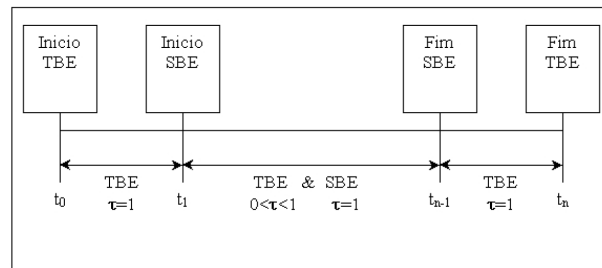 Inicio Inicio Fim Fim
TBE SBE SBE TBE
TBE TBE & SBE TBE
t0 τ=1 t1 0<τ<1 τ=1 tn-1 τ=1 tn